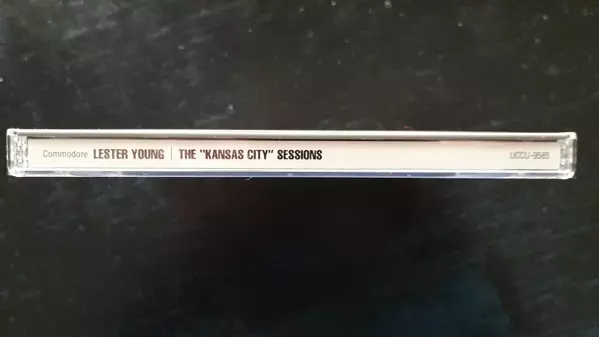 Commodore LESTER YOUNG | THE "KANSAS CITY" SESSIONS UCCU-9585